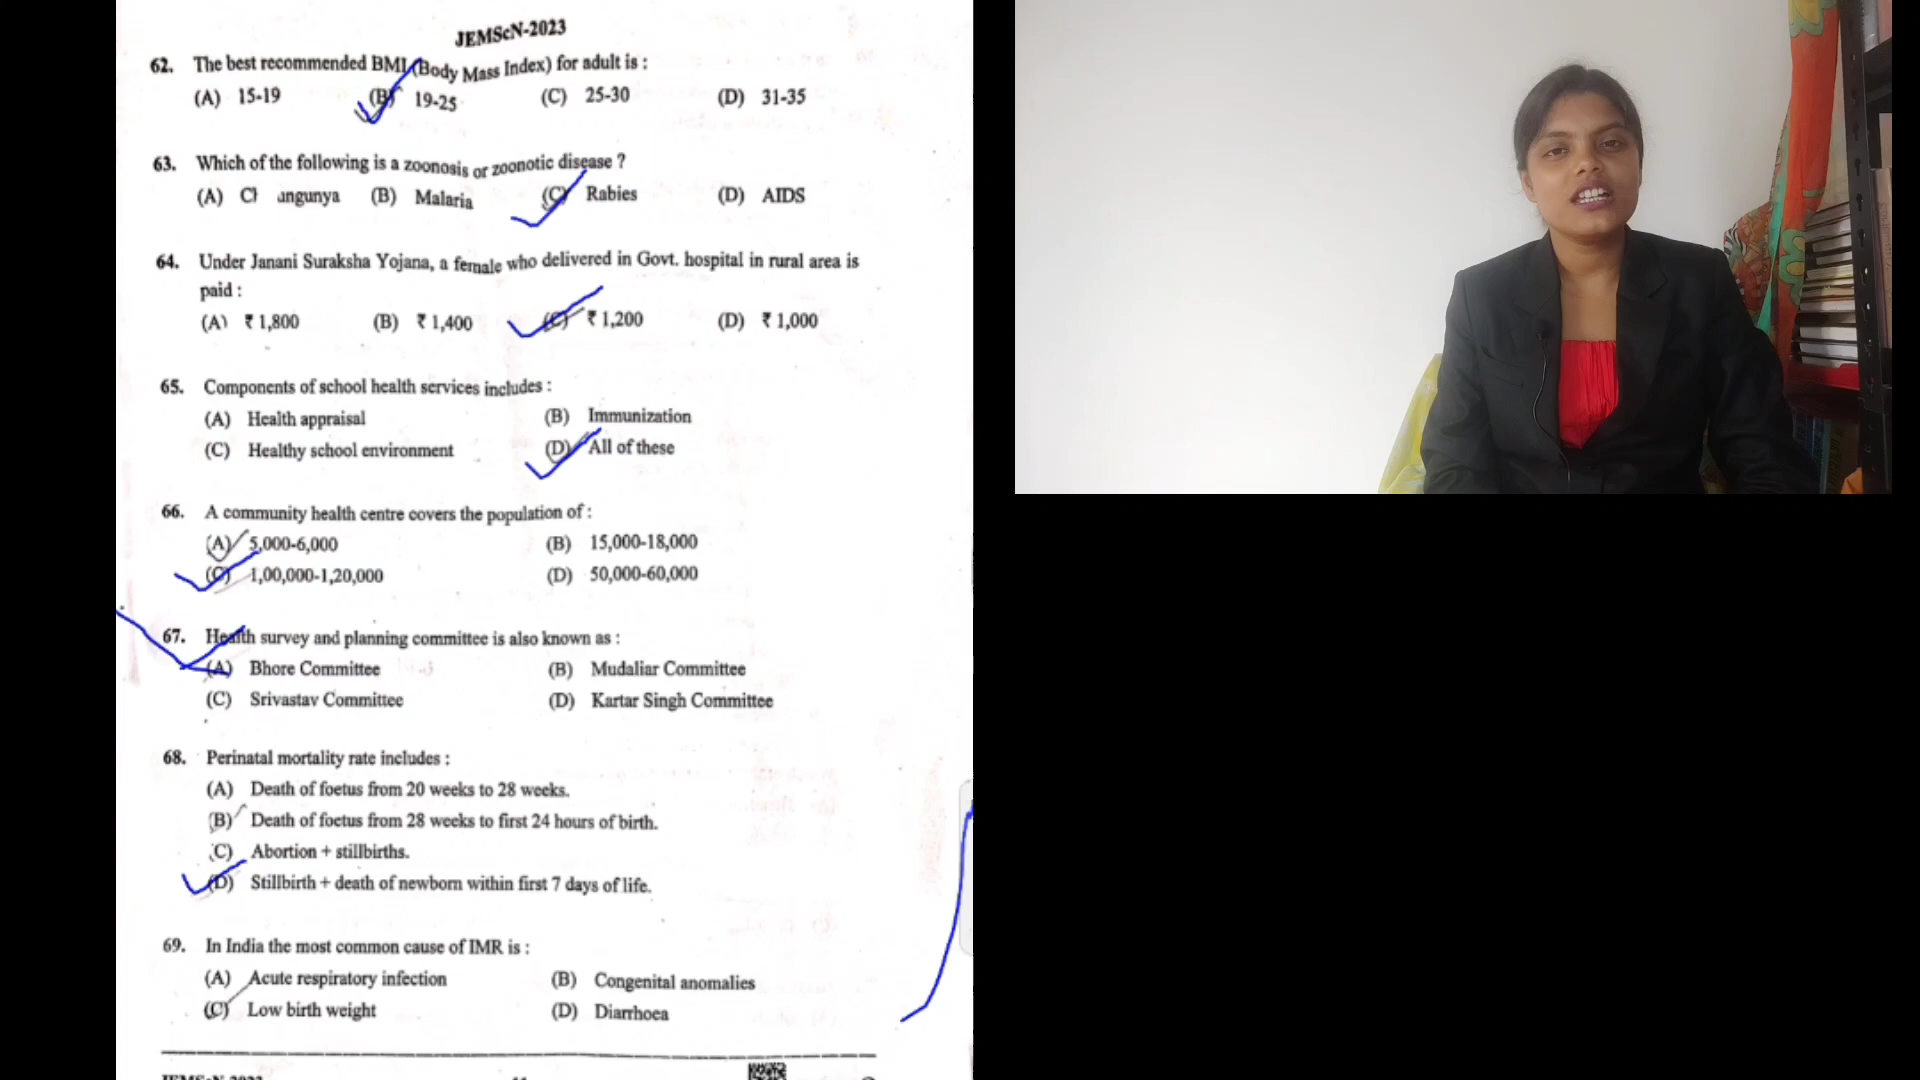 JEMScN-2023
62. The best recommended BMI (Body Mass Index) for adult is :
(A) 15-19 (B) 19-25 (C) 25-30 (D) 31-35
63. Which of the following is a zoonosis or zoonotic disease ?
(A) Ch angunya (B) Malaria (C) Rabies (D) AIDS
64. Under Janani Suraksha Yojana, a female who delivered in Govt. hospital in rural area is
paid :
(A) ₹ 1,800 (B) ₹ 1,400 (C) ₹ 1,200 (D) ₹ 1,000
65. Components of school health services includes :
(A) Health appraisal (B) Immunization
(C) Healthy school environment (D) All of these
66. A community health centre covers the population of :
(A) 5,000-6,000 (B) 15,000-18,000
(C) 1,00,000-1,20,000 (D) 50,000-60,000
67. Health survey and planning committee is also known as :
(A) Bhore Committee (B) Mudaliar Committee
(C) Srivastav Committee (D) Kartar Singh Committee
68. Perinatal mortality rate includes :
(A) Death of foetus from 20 weeks to 28 weeks.
(B) Death of foetus from 28 weeks to first 24 hours of birth.
(C) Abortion + stillbirths.
(D) Stillbirth + death of newborn within first 7 days of life.
69. In India the most common cause of IMR is :
(A) Acute respiratory infection (B) Congenital anomalies
(C) Low birth weight (D) Diarrhoea